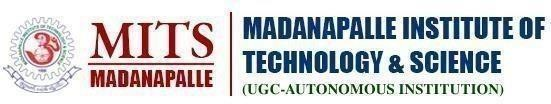 MITS
MADANAPALLE
MADANAPALLE INSTITUTE OF
TECHNOLOGY & SCIENCE
(UGC-AUTONOMOUS INSTITUTION)